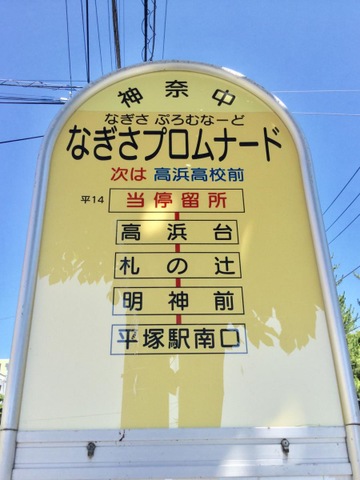 神奈中
なぎさ ぷろむなーど
なぎさプロムナード
次は 高浜高校前
平14 当停留所
高浜台
札の辻
明神前
平塚駅南口